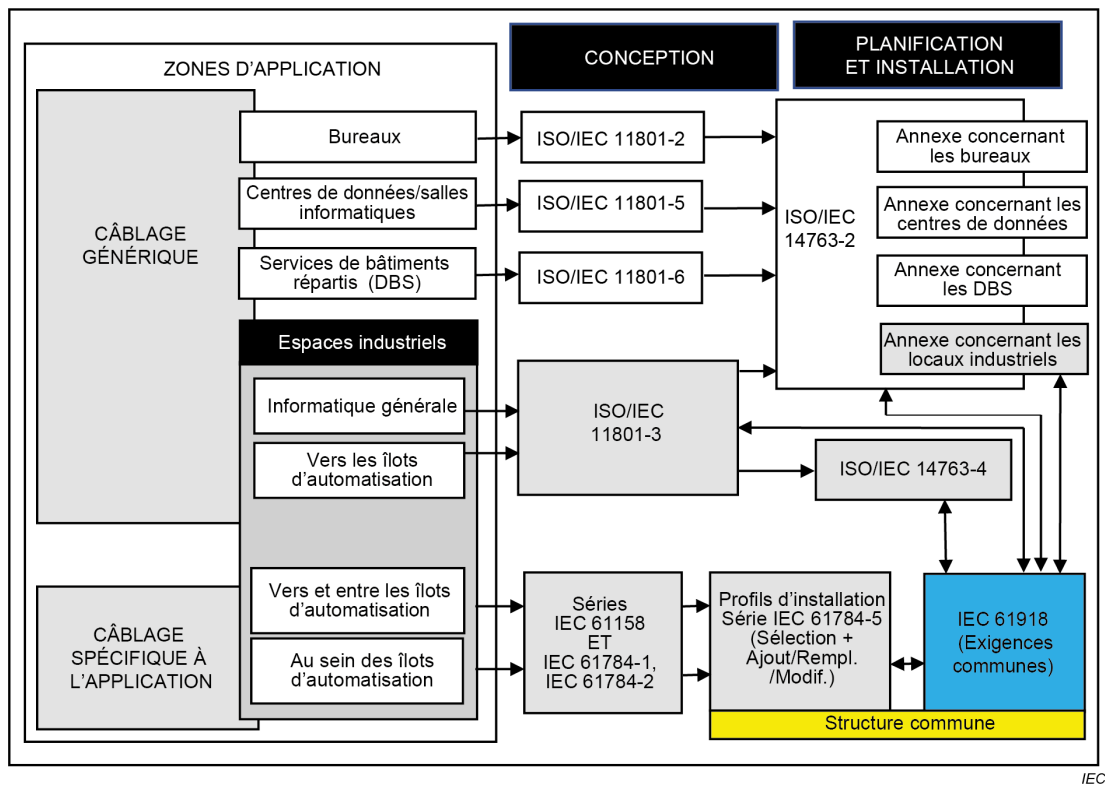 ZONES D'APPLICATION
CONCEPTION
PLANIFICATION
ET INSTALLATION
CÂBLAGE
GÉNÉRIQUE
Bureaux
ISO/IEC 11801-2
Centres de données/salles
informatiques
ISO/IEC 11801-5
Services de bâtiments
répartis (DBS)
ISO/IEC 11801-6
ISO/IEC
14763-2
Annexe concernant
les bureaux
Annexe concernant les
centres de données
Annexe concernant
les DBS
Annexe concernant les
locaux industriels
Espaces industriels
Informatique générale
Vers les îlots
d'automatisation
ISO/IEC
11801-3
ISO/IEC 14763-4
CÂBLAGE
SPÉCIFIQUE À
L'APPLICATION
Vers et entre les îlots
d'automatisation
Au sein des îlots
d'automatisation
Séries
IEC 61158
ET
IEC 61784-1,
IEC 61784-2
Profils d'installation
Série IEC 61784-5
(Sélection +
Ajout/Rempl.
/Modif.)
IEC 61918
(Exigences
communes)
Structure commune
IEC